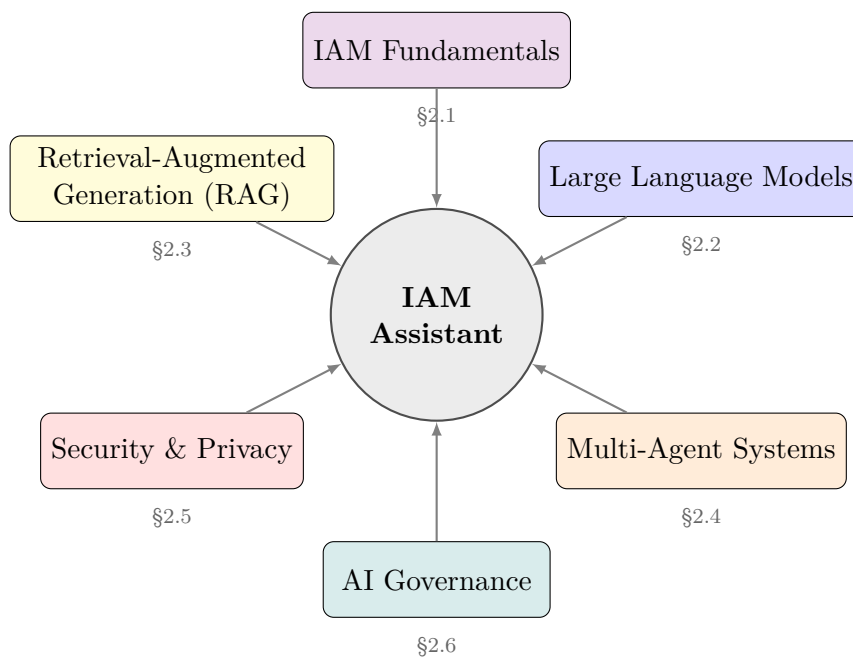 IAM Fundamentals
§2.1
Retrieval-Augmented
Generation (RAG)
§2.3
Large Language Models
§2.2
IAM
Assistant
Security & Privacy
§2.5
Multi-Agent Systems
§2.4
AI Governance
§2.6